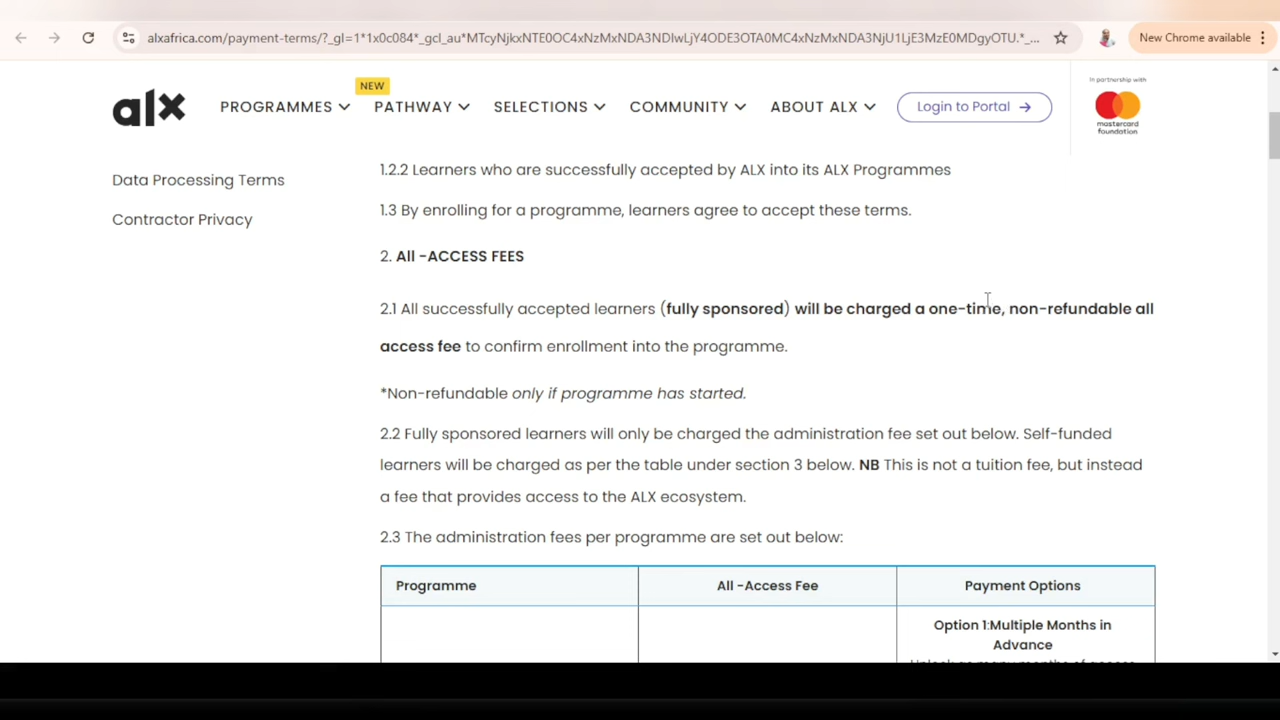 alxafrica.com/payment-terms/?_gl=1*1x0c084*_gcl_au*MTcyNjkxNTE0OC4xNzMxNDA3NDIwLjY4ODE3OTA0MC4xNzMxNDA3NjU1LjE3MzE0MDgyOTU.*_...
New Chrome available
NEW
In partnership with
alx
PROGRAMMES
PATHWAY
SELECTIONS
COMMUNITY
ABOUT ALX
Login to Portal →
mastercard
foundation
Data Processing Terms
Contractor Privacy
1.2.2 Learners who are successfully accepted by ALX into its ALX Programmes
1.3 By enrolling for a programme, learners agree to accept these terms.
2. All -ACCESS FEES
2.1 All successfully accepted learners (fully sponsored) will be charged a one-time, non-refundable all
access fee to confirm enrollment into the programme.
*Non-refundable only if programme has started.
2.2 Fully sponsored learners will only be charged the administration fee set out below. Self-funded
learners will be charged as per the table under section 3 below. NB This is not a tuition fee, but instead
a fee that provides access to the ALX ecosystem.
2.3 The administration fees per programme are set out below:
Programme
All -Access Fee
Payment Options
Option 1:Multiple Months in
Advance